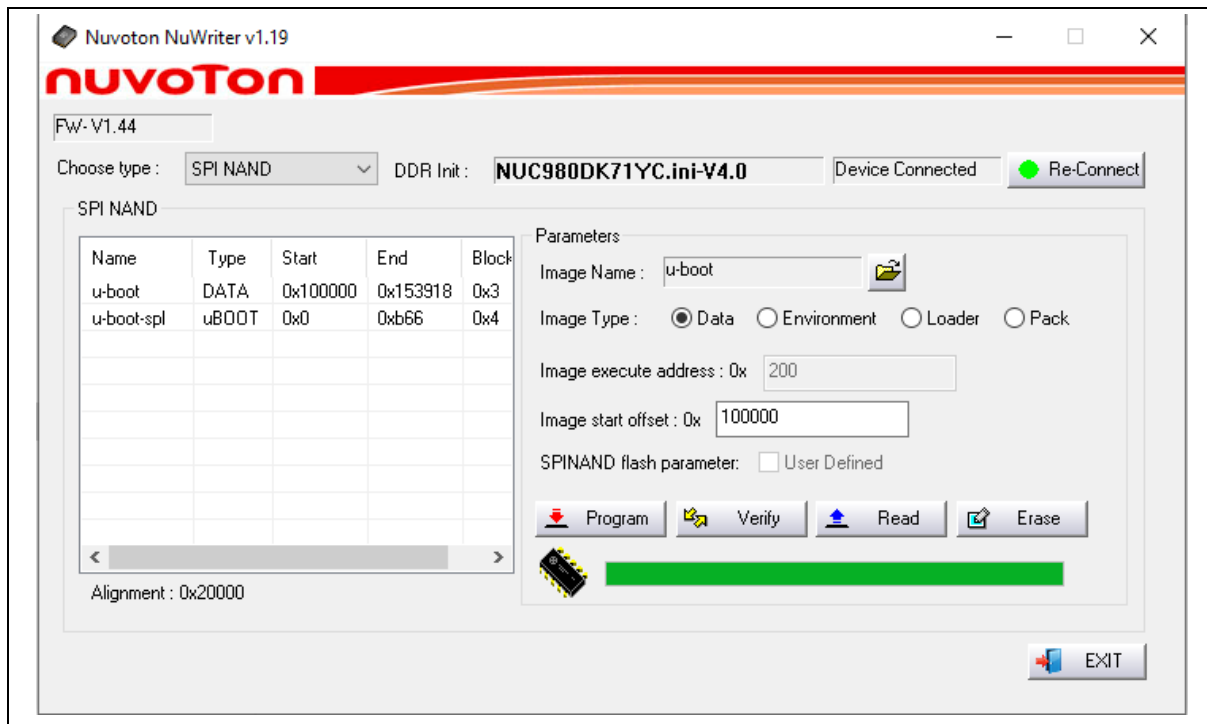 Nuvoton NuWriter v1.19
nuvoTon
FW- V1.44
Choose type : SPI NAND DDR Init : NUC980DK71YC.ini-V4.0 Device Connected Re-Connect
SPI NAND
Name Type Start End Block
u-boot DATA 0x100000 0x153918 0x3
u-boot-spl uBOOT 0x0 0xb66 0x4
Alignment : 0x20000
Parameters
Image Name : u-boot
Image Type : Data Environment Loader Pack
Image execute address : 0x 200
Image start offset : 0x 100000
SPINAND flash parameter: User Defined
Program Verify Read Erase
EXIT